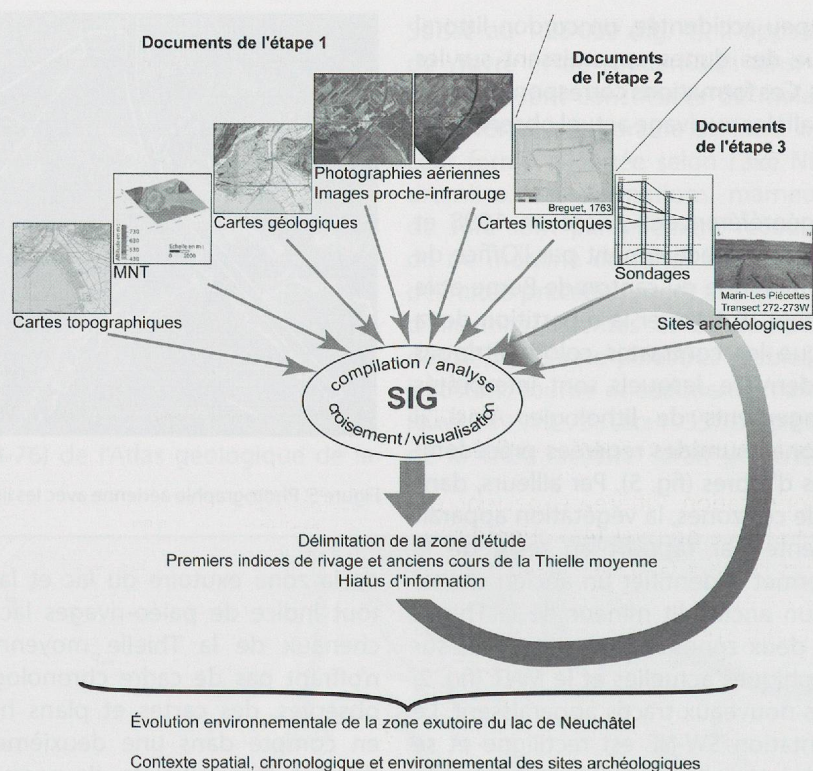 Documents de l'étape 1
Documents
de l'étape 2
Documents
de l'étape 3
Photographies aériennes
Images proche-infrarouge
Cartes géologiques
Breguet, 1763
Cartes historiques
Echelle en m
0 2000
MNT
Sondages
S N
Marin-Les Piécettes
Transect 272-273W
Cartes topographiques
Sites archéologiques
compilation / analyse
SIG
croisement / visualisation
Délimitation de la zone d'étude
Premiers indices de rivage et anciens cours de la Thielle moyenne
Hiatus d'information
Évolution environnementale de la zone exutoire du lac de Neuchâtel
Contexte spatial, chronologique et environnemental des sites archéologiques